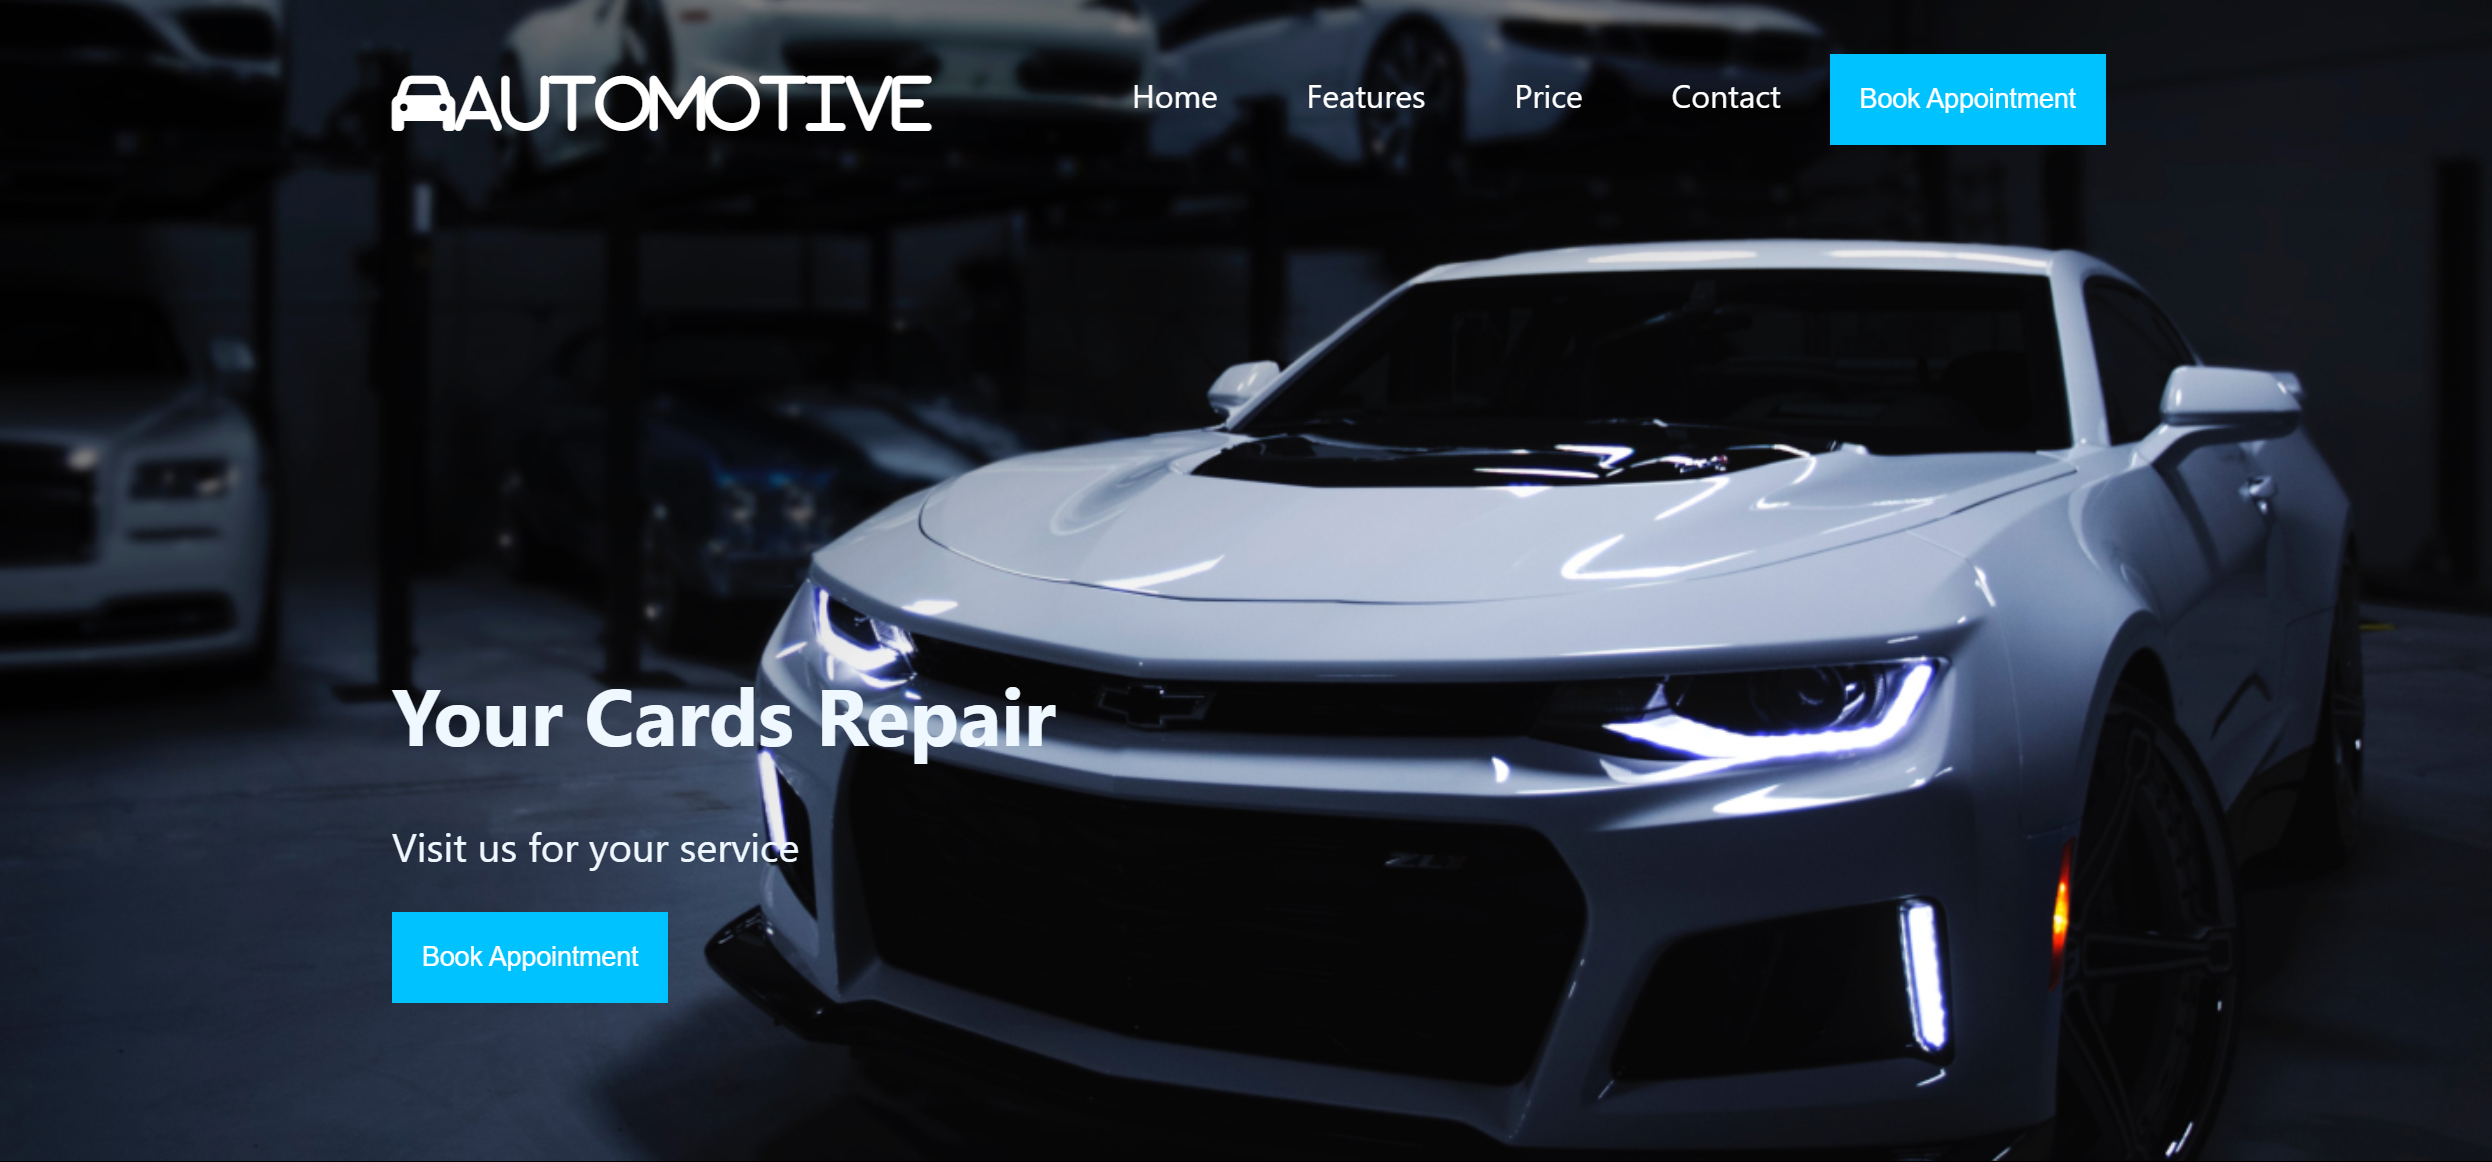 AUTOMOTIVE
Home
Features
Price
Contact
Book Appointment
Your Cards Repair
Visit us for your service
Book Appointment